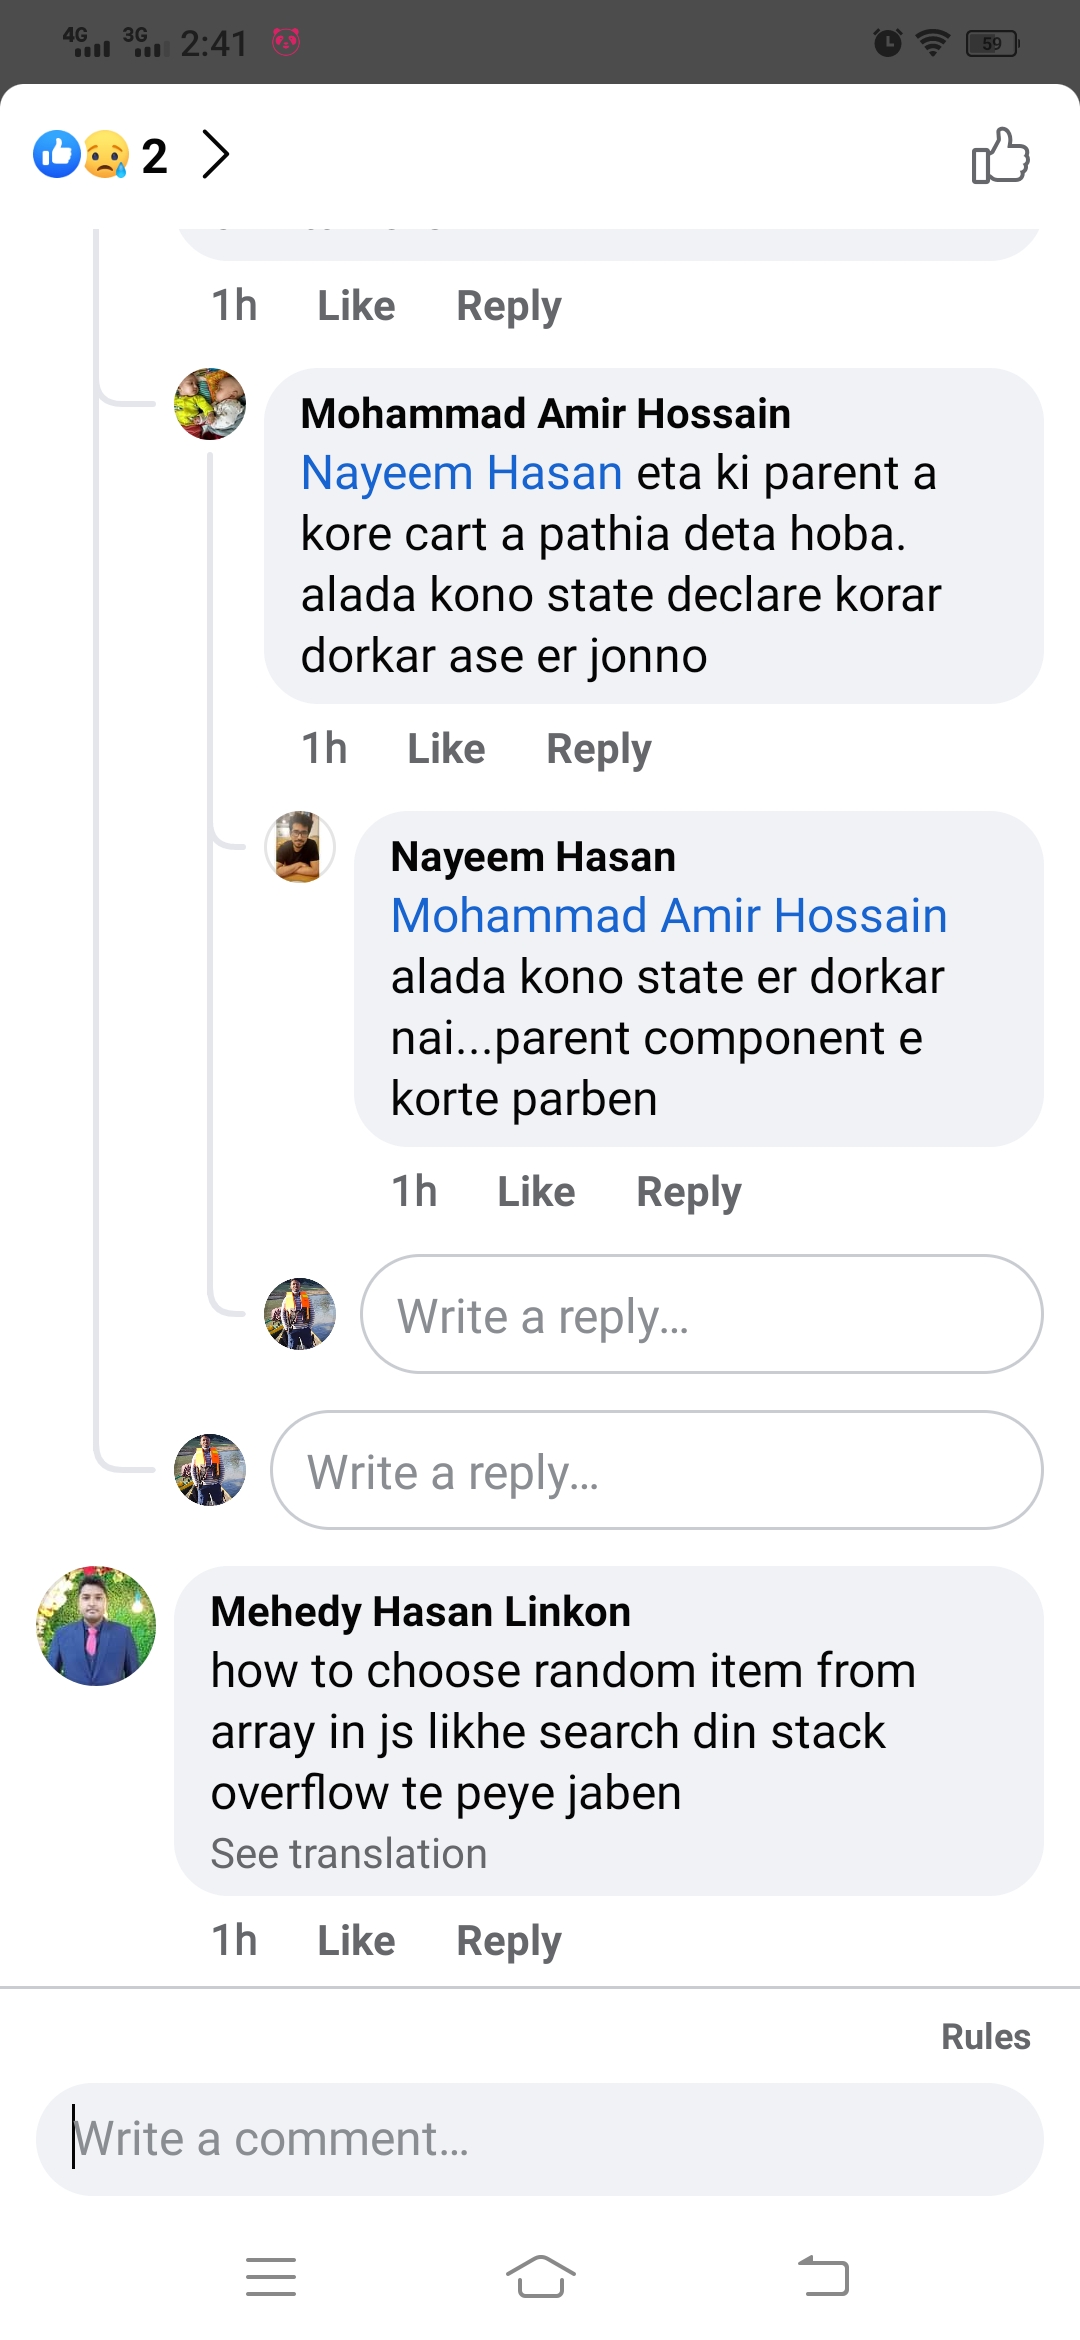 4G 3G 2:41 59
2
1h Like Reply
Mohammad Amir Hossain
Nayeem Hasan eta ki parent a
kore cart a pathia deta hoba.
alada kono state declare korar
dorkar ase er jonno
1h Like Reply
Nayeem Hasan
Mohammad Amir Hossain
alada kono state er dorkar
nai...parent component e
korte parben
1h Like Reply
Write a reply...
Write a reply...
Mehedy Hasan Linkon
how to choose random item from
array in js likhe search din stack
overflow te peye jaben
See translation
1h Like Reply
Rules
Write a comment...